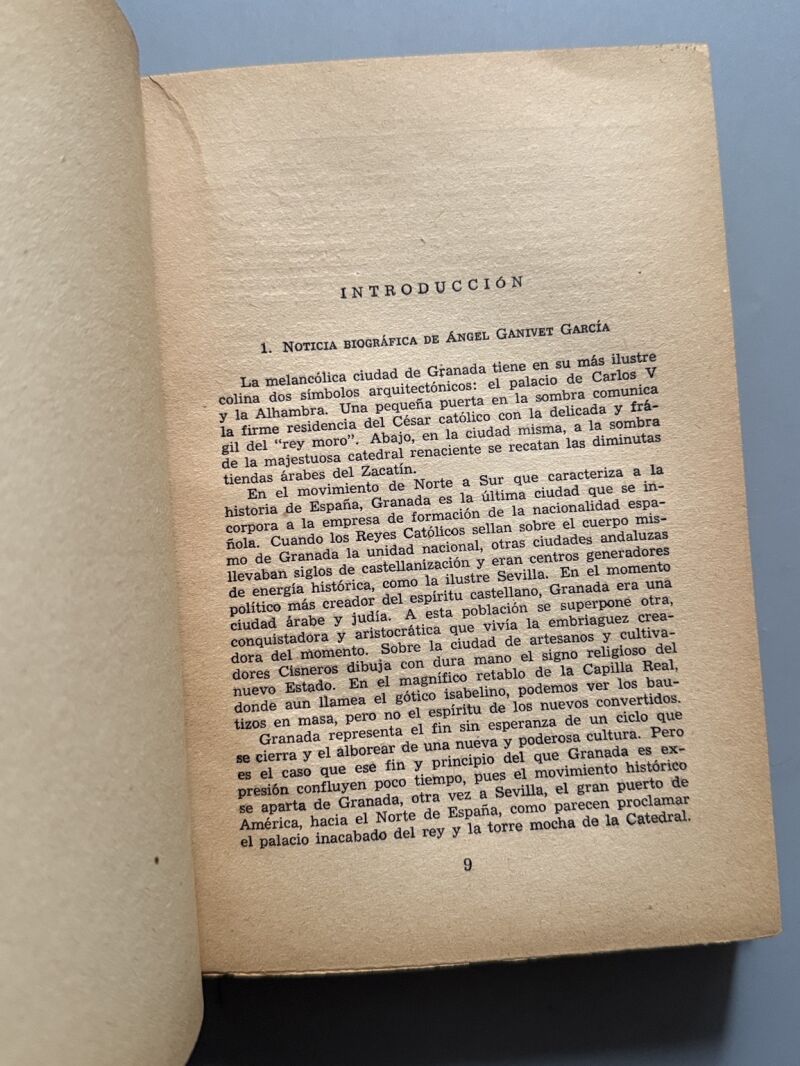 INTRODUCCIÓN
1. NOTICIA BIOGRÁFICA DE ÁNGEL GANIVET GARCÍA
La melancólica ciudad de Granada tiene en su más ilustre
colina dos símbolos arquitectónicos: el palacio de Carlos V
y la Alhambra. Una pequeña puerta en la sombra comunica
la firme residencia del César católico con la delicada y frá-
gil del "rey moro". Abajo, en la ciudad misma, a la sombra
de la majestuosa catedral renaciente se recatan las diminutas
tiendas árabes del Zacatín.
En el movimiento de Norte a Sur que caracteriza a la
historia de España, Granada es la última ciudad que se in-
corpora a la empresa de formación de la nacionalidad espa-
ñola. Cuando los Reyes Católicos sellan sobre el cuerpo mis-
mo de Granada la unidad nacional, otras ciudades andaluzas
llevaban siglos de castellanización y eran centros generadores
de energía histórica, como la ilustre Sevilla. En el momento
político más creador del espíritu castellano, Granada era una
ciudad árabe y judía. A esta población se superpone otra,
conquistadora y aristocrática que vivía la embriaguez crea-
dora del momento. Sobre la ciudad de artesanos y cultiva-
dores Cisneros dibuja con dura mano el signo religioso del
nuevo Estado. En el magnífico retablo de la Capilla Real,
donde aun llamea el gótico isabelino, podemos ver los bau-
tizos en masa, pero no el espíritu de los nuevos convertidos.
Granada representa el fin sin esperanza de un ciclo que
se cierra y el alborear de una nueva y poderosa cultura. Pero
es el caso que ese fin y principio del que Granada es ex-
presión confluyen poco tiempo, pues el movimiento histórico
se aparta de Granada, otra vez a Sevilla, el gran puerto de
América, hacia el Norte de España, como parecen proclamar
el palacio inacabado del rey y la torre mocha de la Catedral.
9